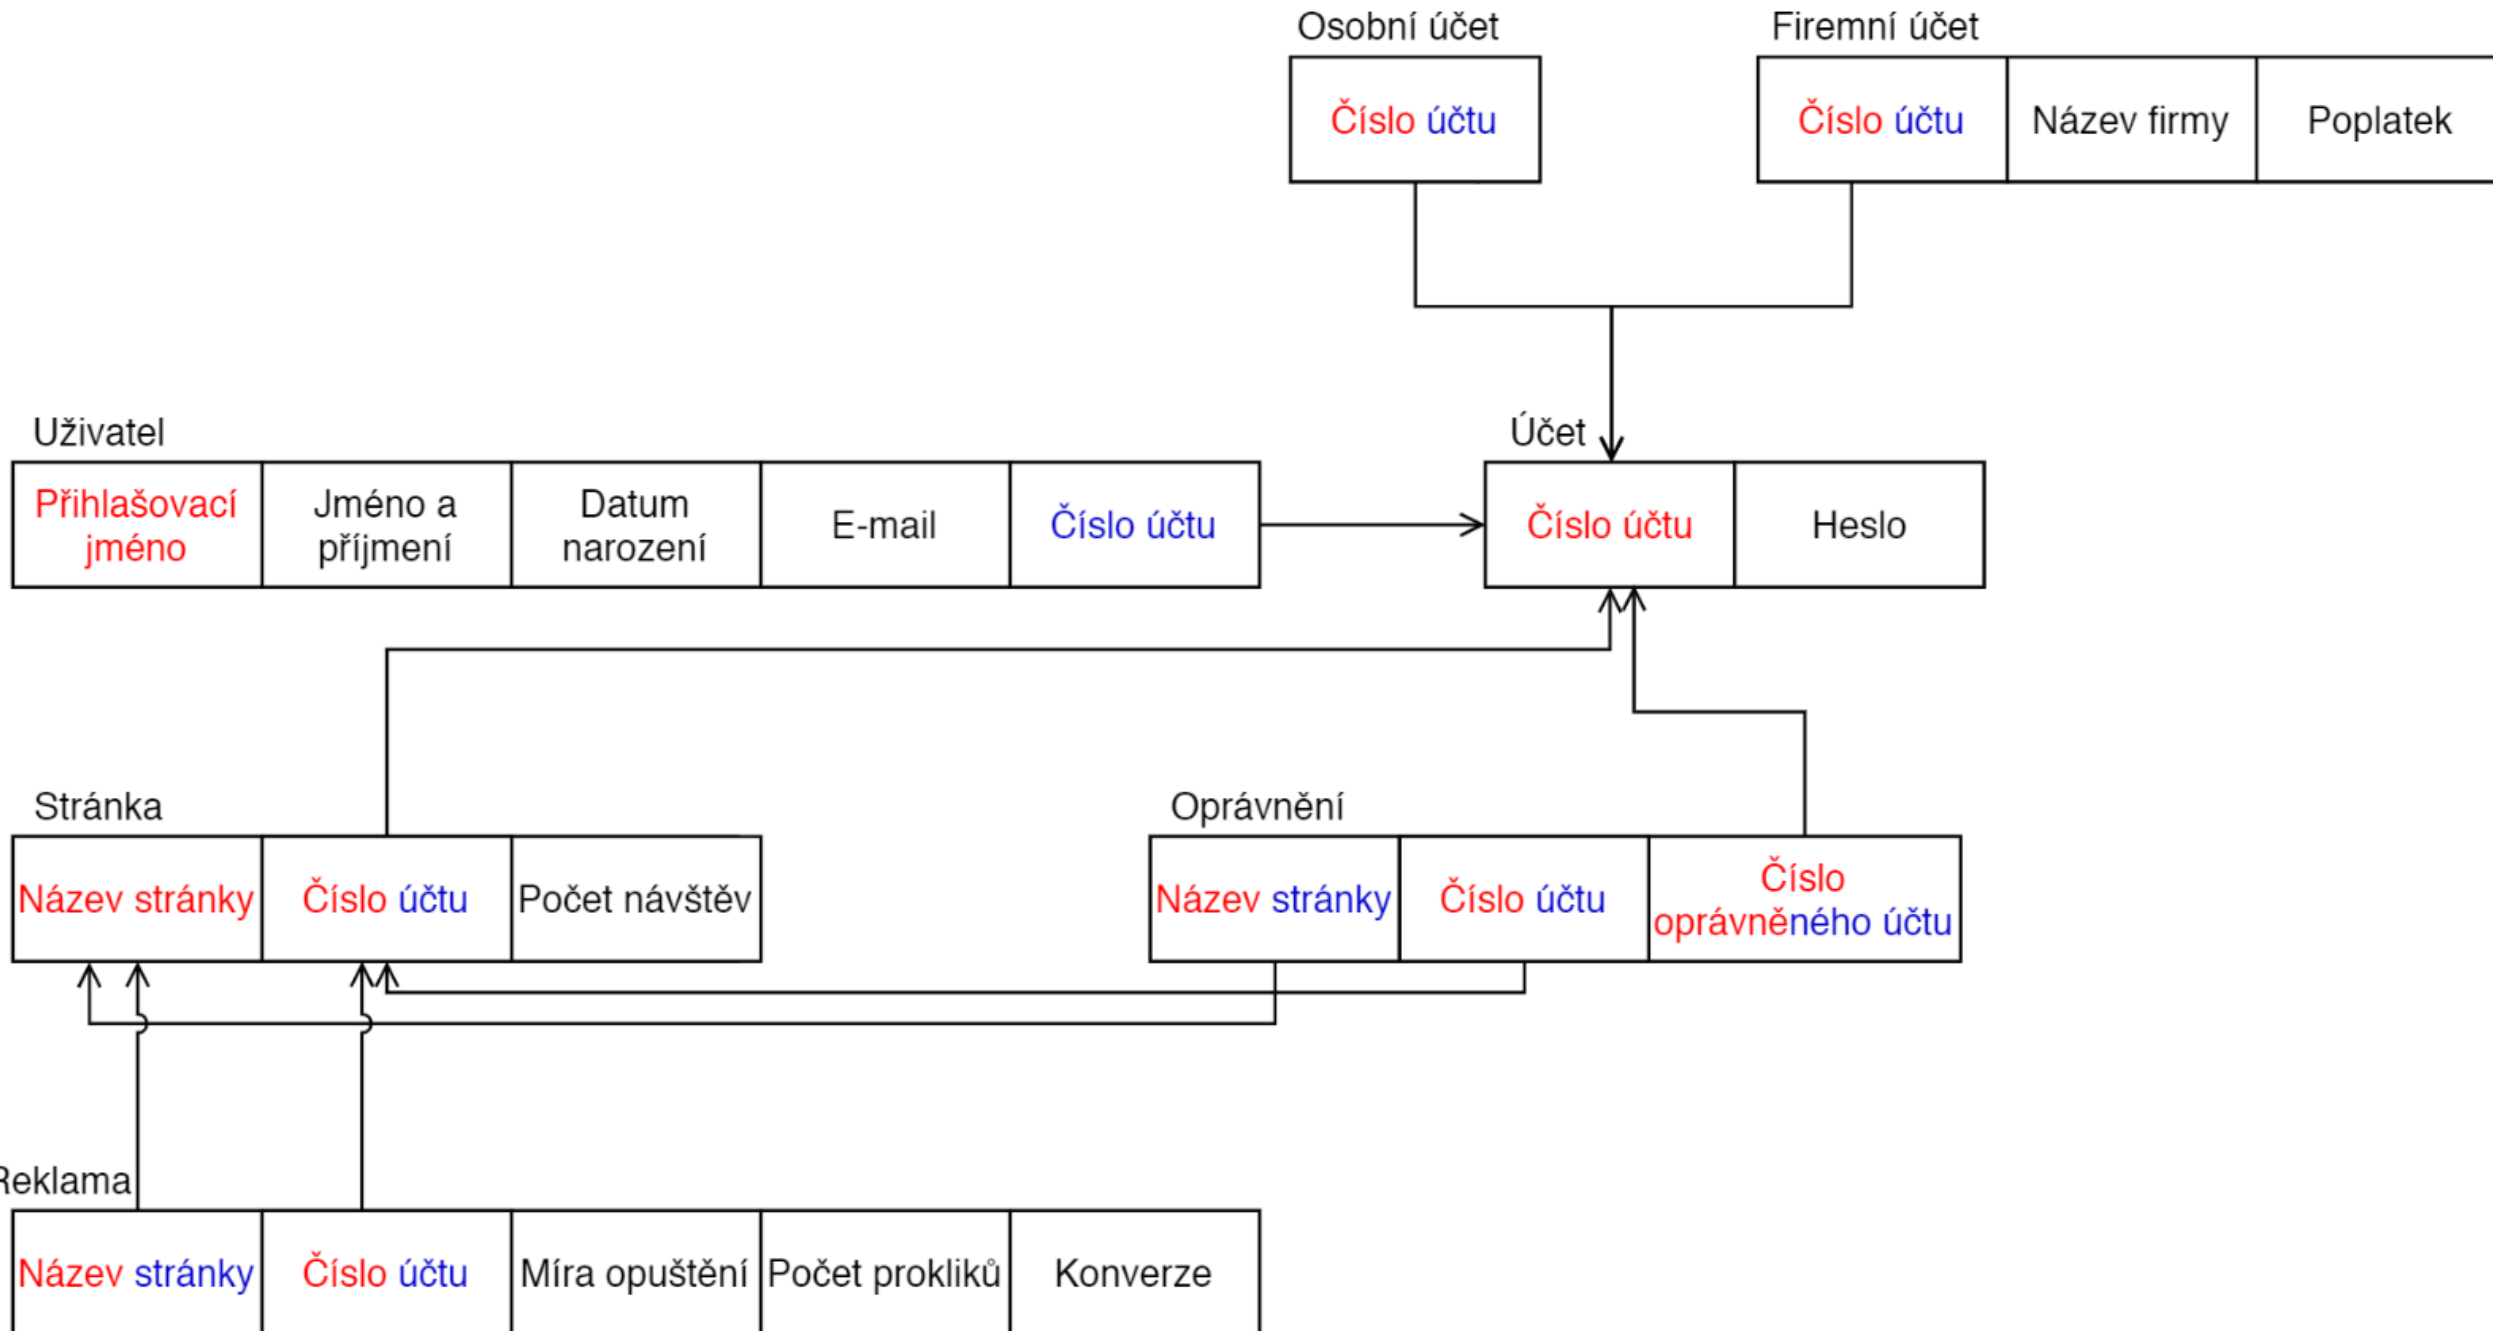 Osobní účet
Firemní účet
Číslo účtu
Číslo účtu
Název firmy
Poplatek
Uživatel
Účet
Přihlašovací
jméno
Jméno a
příjmení
Datum
narození
E-mail
Číslo účtu
Číslo účtu
Heslo
Stránka
Oprávnění
Název stránky
Číslo účtu
Počet návštěv
Název stránky
Číslo účtu
Číslo
oprávněného účtu
Reklama
Název stránky
Číslo účtu
Míra opuštění
Počet prokliků
Konverze